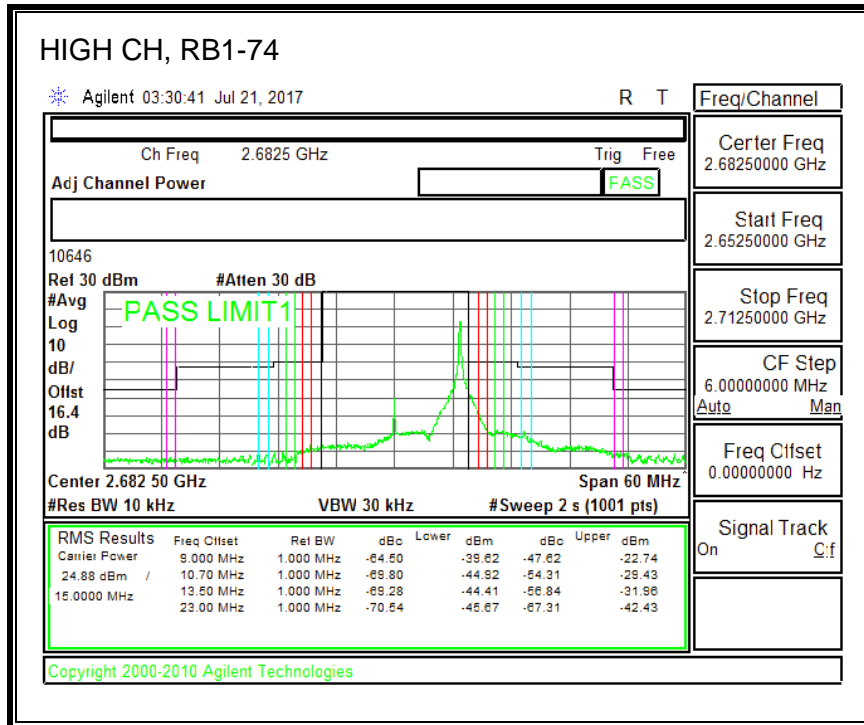 HIGH CH, RB1-74
Agilent 03:30:41 Jul 21, 2017 R T
Freq/Channel
Ch Freq 2.6825 GHz Trig Free
Adj Channel Power PASS
Center Freq
2.68250000 GHz
Start Freq
2.65250000 GHz
Stop Freq
2.71250000 GHz
CF Step
6.00000000 MHz
Auto Man
Freq Offset
0.00000000 Hz
Signal Track
On Off
10646
Ref 30 dBm #Atten 30 dB
#Avg
Log
10
dB/
Offst
16.4
dB
PASS LIMIT1
Center 2.682 50 GHz Span 60 MHz
#Res BW 10 kHz VBW 30 kHz #Sweep 2 s (1001 pts)
RMS Results Freq Offset Ref BW dBc Lower dBm dBc Upper dBm
Carrier Power 9.000 MHz 1.000 MHz -64.50 -39.62 -47.62 -22.74
24.88 dBm / 10.70 MHz 1.000 MHz -69.80 -44.92 -54.31 -29.43
15.0000 MHz 13.50 MHz 1.000 MHz -69.28 -44.41 -56.84 -31.96
23.00 MHz 1.000 MHz -70.54 -45.67 -67.31 -42.43
Copyright 2000-2010 Agilent Technologies